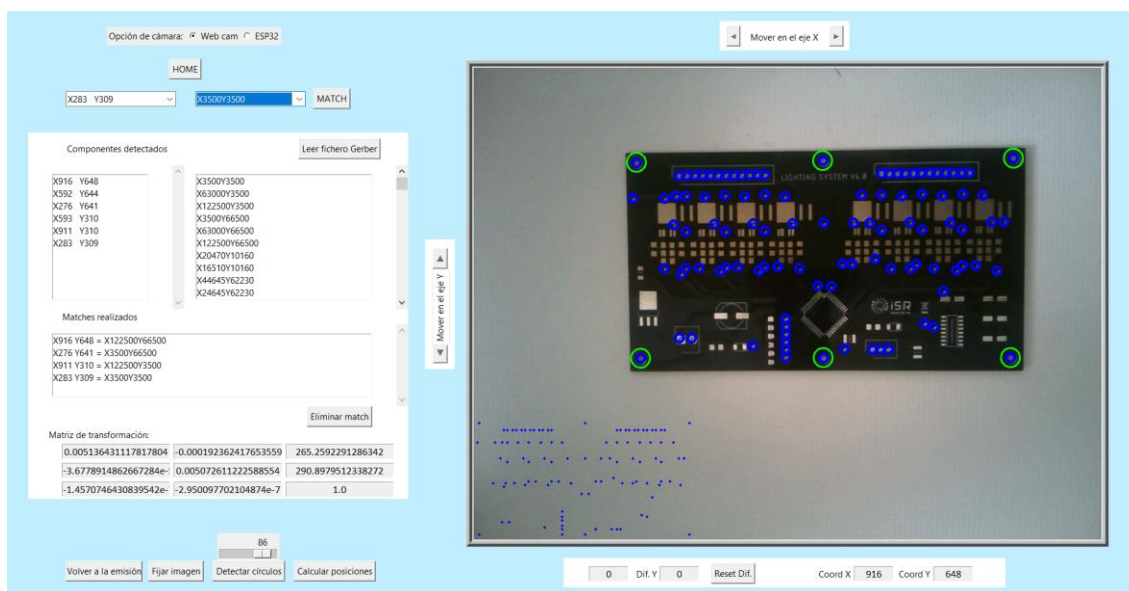 Opción de cámara: Web cam ESP32
Mover en el eje X
HOME
X283 Y309 X3500Y3500 MATCH
Componentes detectados Leer fichero Gerber
X916 Y648
X592 Y644
X276 Y641
X593 Y310
X911 Y310
X283 Y309
X3500Y3500
X63000Y3500
X122500Y3500
X3500Y66500
X63000Y66500
X122500Y66500
X20470Y10160
X16510Y10160
X44645Y62230
X24645Y62230
Matches realizados
X916 Y648 = X122500Y66500
X276 Y641 = X3500Y66500
X911 Y310 = X122500Y3500
X283 Y309 = X3500Y3500
Eliminar match
Matriz de transformación:
0.005136431117817804 -0.000192362417653559 265.2592291286342
-3.6778914862667284e- 0.005072611222588554 290.8979512338272
-1.4570746430839542e- -2.950097702104874e-7 1.0
86
Volver a la emisión Fijar imagen Detectar círculos Calcular posiciones
Mover en el eje Y
LIGHTING SYSTEM V4.0
iSR
0 Dif. Y 0 Reset Dif. Coord X 916 Coord Y 648